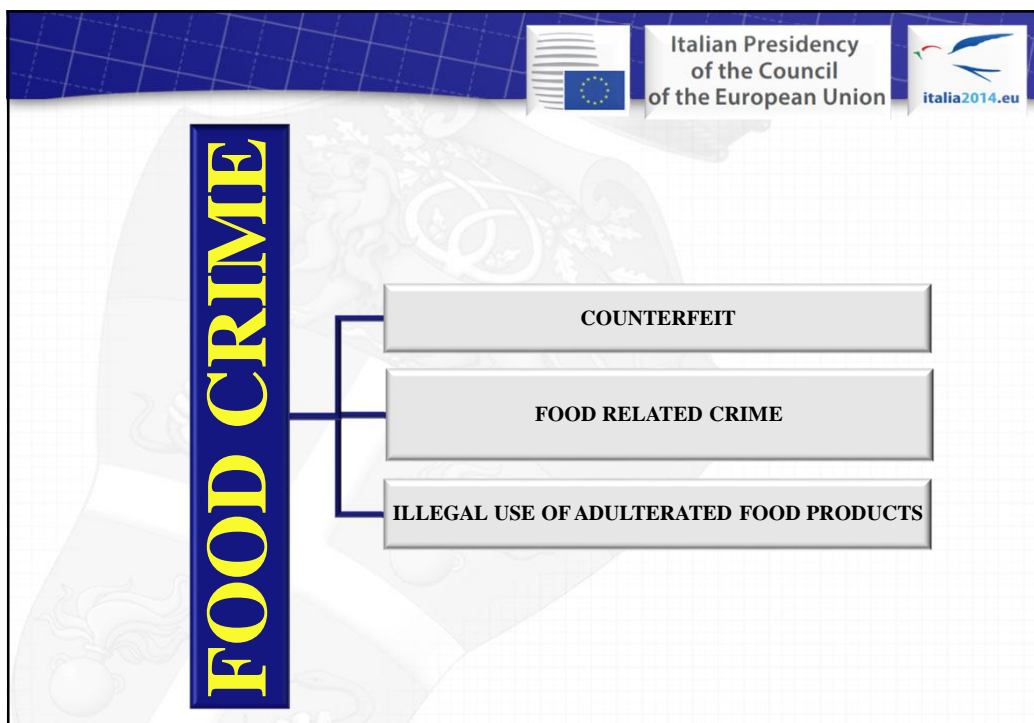 Italian Presidency
of the Council
of the European Union
italia2014.eu
FOOD CRIME
COUNTERFEIT
FOOD RELATED CRIME
ILLEGAL USE OF ADULTERATED FOOD PRODUCTS